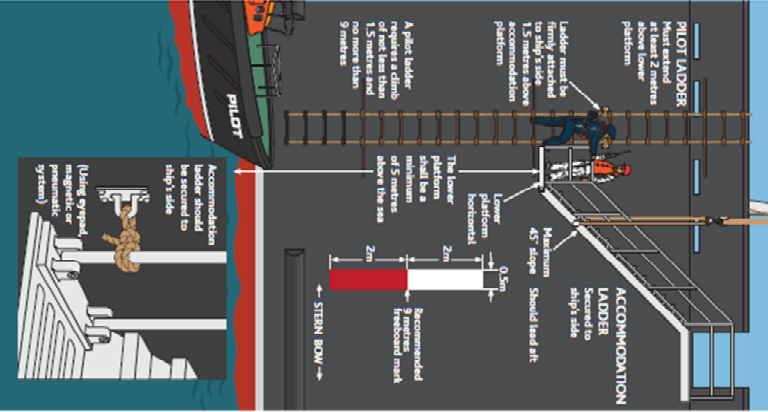 PILOT LADDER
Must extend
at least 2 metres
above lower
platform
Ladder must be
firmly attached
to ship's side
1.5 metres above
accommodation
platform
A pilot ladder
requires a climb
of not less than
1.5 metres and
no more than
9 metres
PILOT
The lower
platform
shall be a
minimum
of 5 metres
above the sea
Lower
platform
horizontal
Maximum
45° slope
Should lead aft
ACCOMMODATION
LADDER
Secured to
ship's side
0.5m
2m
2m
Recommended
9 metres
freeboard mark
STERN BOW
Accommodation
ladder should
be secured to
ship's side
(Using eyepad,
magnetic or
pneumatic
system)